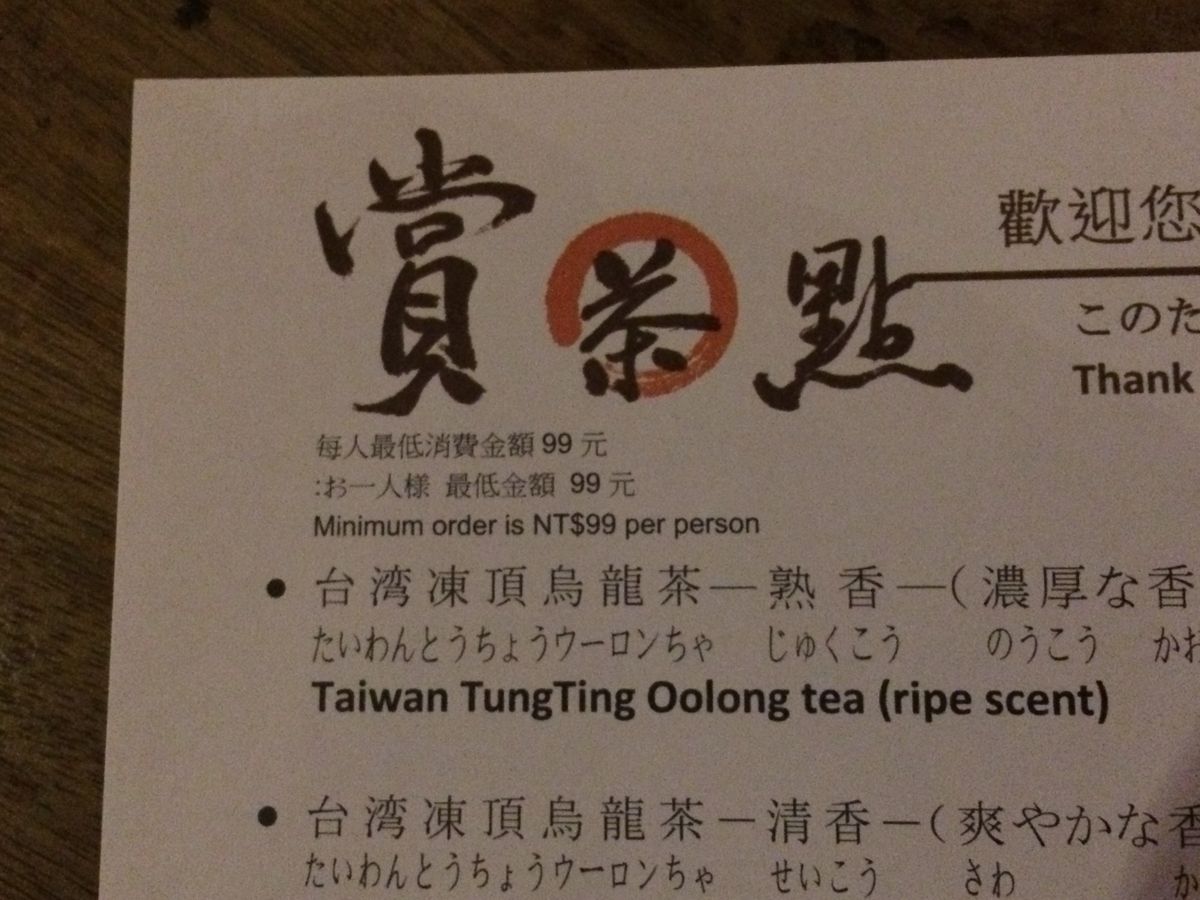 賞茶點
歡迎您
このた
Thank
每人最低消費金額 99 元
:お一人様 最低金額 99 元
Minimum order is NT$99 per person
● 台湾凍頂烏龍茶—熟香—(濃厚な香
たいわんとうちょうウーロンちゃ じゅくこう のうこう かお
Taiwan TungTing Oolong tea (ripe scent)
● 台湾凍頂烏龍茶—清香—(爽やかな香
たいわんとうちょうウーロンちゃ せいこう さわ か